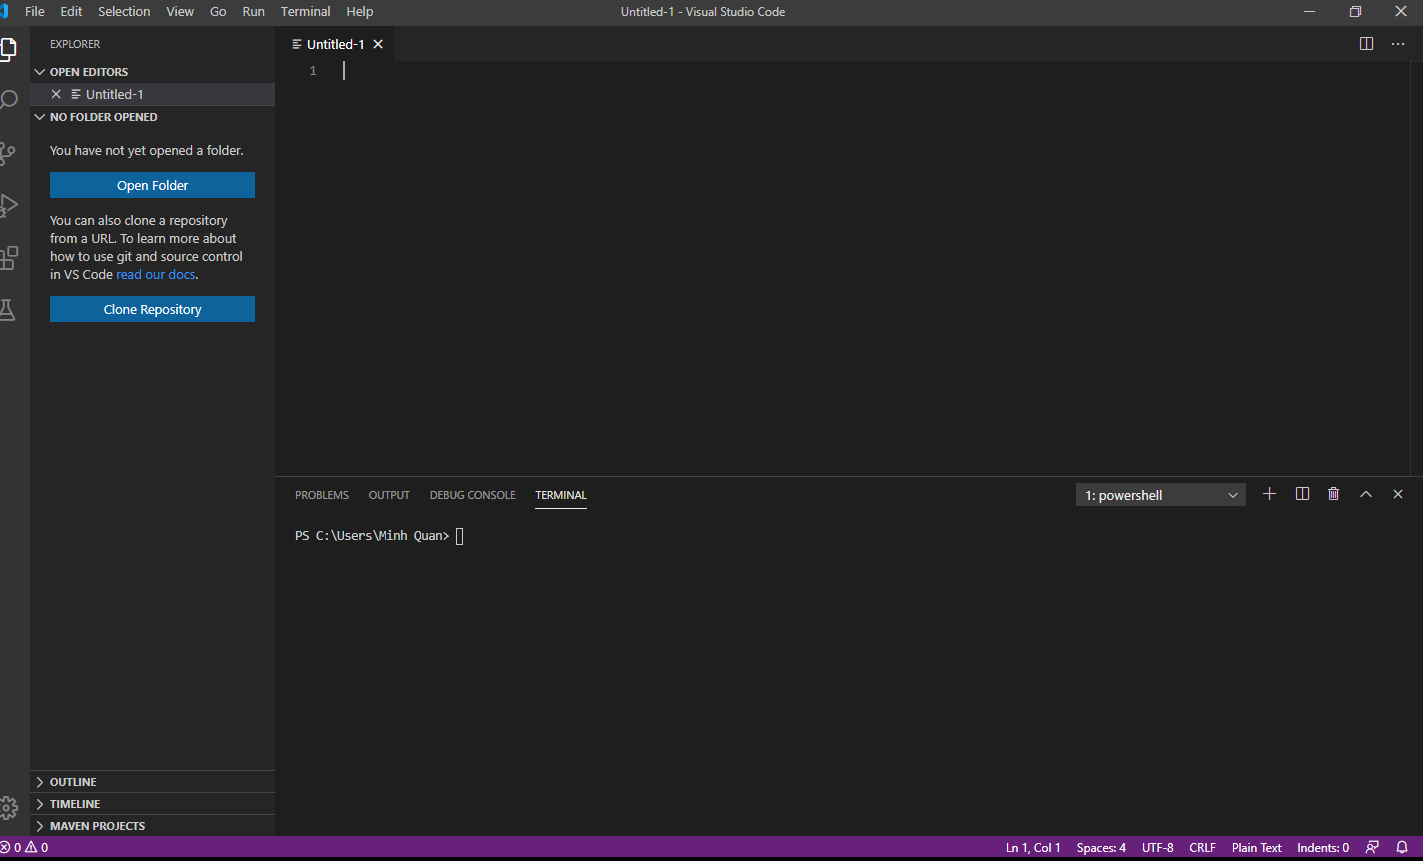 File Edit Selection View Go Run Terminal Help
Untitled-1 - Visual Studio Code
EXPLORER
OPEN EDITORS
Untitled-1
NO FOLDER OPENED
You have not yet opened a folder.
Open Folder
You can also clone a repository
from a URL. To learn more about
how to use git and source control
in VS Code read our docs.
Clone Repository
OUTLINE
TIMELINE
MAVEN PROJECTS
Untitled-1
1
PROBLEMS OUTPUT DEBUG CONSOLE TERMINAL
1: powershell
PS C:\Users\Minh Quan>
0 0
Ln 1, Col 1 Spaces: 4 UTF-8 CRLF Plain Text Indents: 0